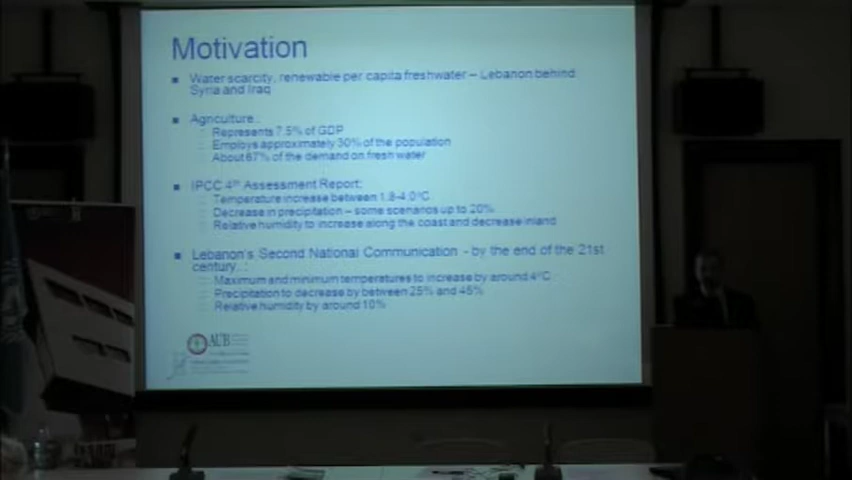 Motivation
Water scarcity, renewable per capita freshwater – Lebanon behind
Syria and Iraq
Agriculture:
Represents 7.5% of GDP
Employs approximately 30% of the population
About 67% of the demand on fresh water
IPCC 4th Assessment Report:
Temperature increase between 1.8-4.0°C
Decrease in precipitation – some scenarios up to 20%
Relative humidity to increase along the coast and decrease inland
Lebanon's Second National Communication - by the end of the 21st
century...:
Maximum and minimum temperatures to increase by around 4°C
Precipitation to decrease by between 25% and 45%
Relative humidity by around 10%
AUB